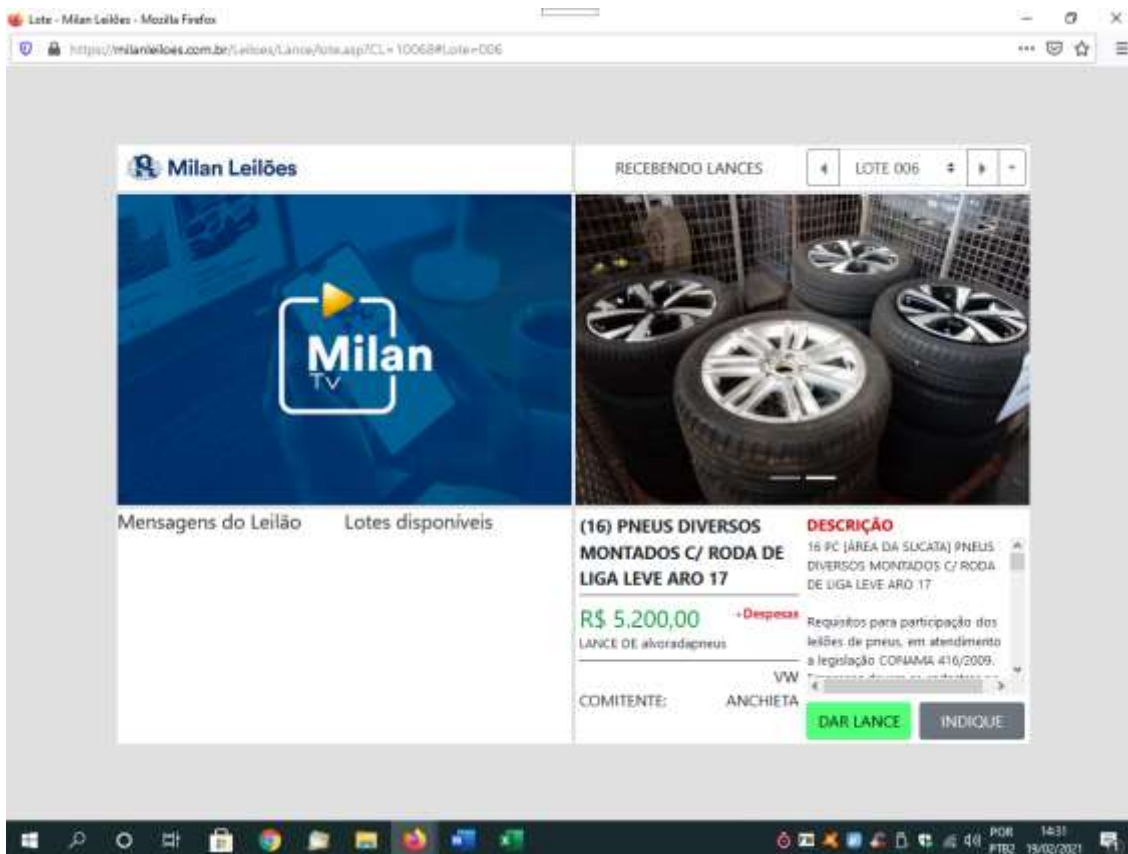 Lote - Milan Leilões - Mozilla Firefox
https://milanleiloes.com.br/Leiloes/Lance/lote.asp?CL=10068#Lote=006
Milan Leilões
RECEBENDO LANCES
LOTE 006
Milan
TV
Mensagens do Leilão
Lotes disponíveis
(16) PNEUS DIVERSOS
MONTADOS C/ RODA DE
LIGA LEVE ARO 17
R$ 5.200,00
+Despesas
LANCE DE alvoradapneus
VW
COMITENTE: ANCHIETA
DESCRIÇÃO
16 PC [ÁREA DA SUCATA] PNEUS
DIVERSOS MONTADOS C/ RODA
DE LIGA LEVE ARO 17
Requisitos para participação dos
leilões de pneus, em atendimento
a legislação CONAMA 416/2009.
DAR LANCE
INDIQUE
POR
PTB2
14:31
19/02/2021